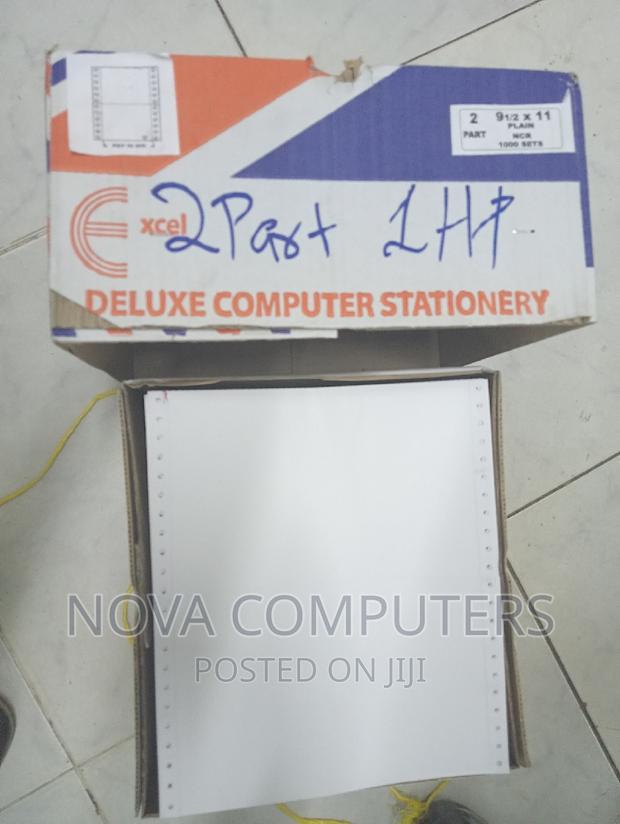 2 9 1/2 X 11
PART PLAIN
NCR
1000 SETS
Excel
2Part 1HP
DELUXE COMPUTER STATIONERY
NOVA COMPUTERS
POSTED ON JIJI